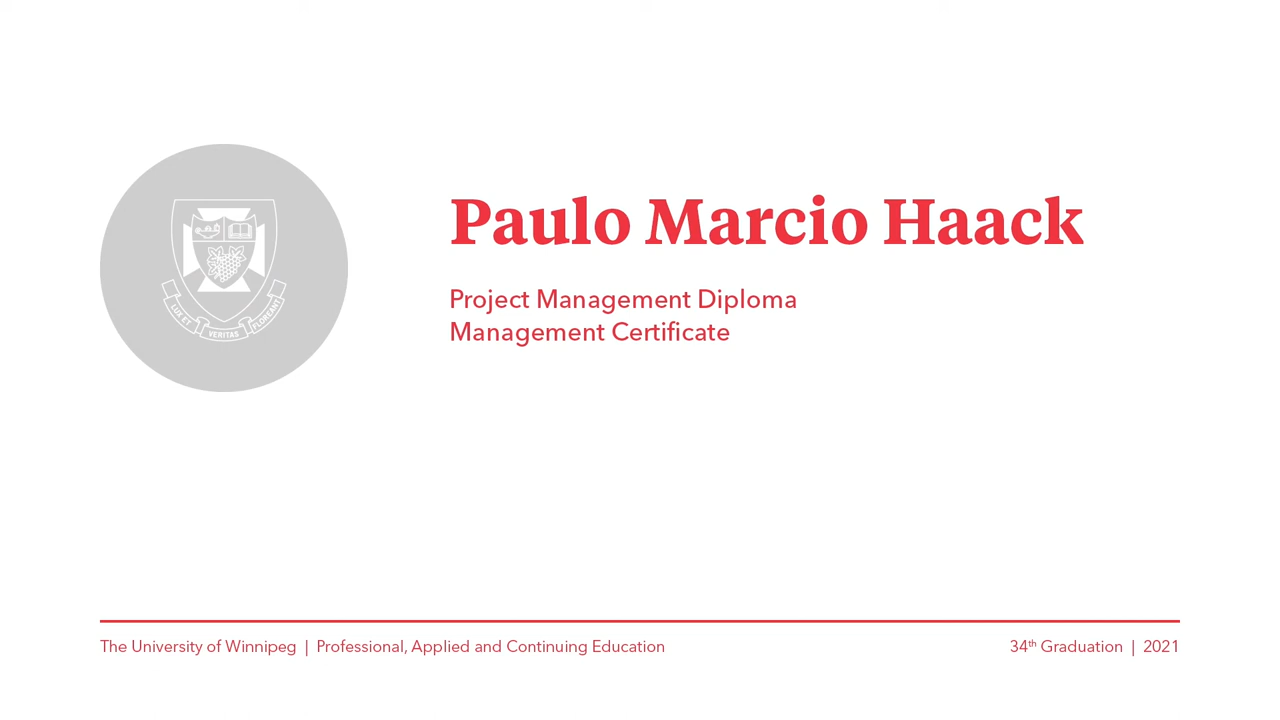 LUX ET VERITAS FLOREANT
Paulo Marcio Haack
Project Management Diploma
Management Certificate
The University of Winnipeg | Professional, Applied and Continuing Education
34th Graduation | 2021